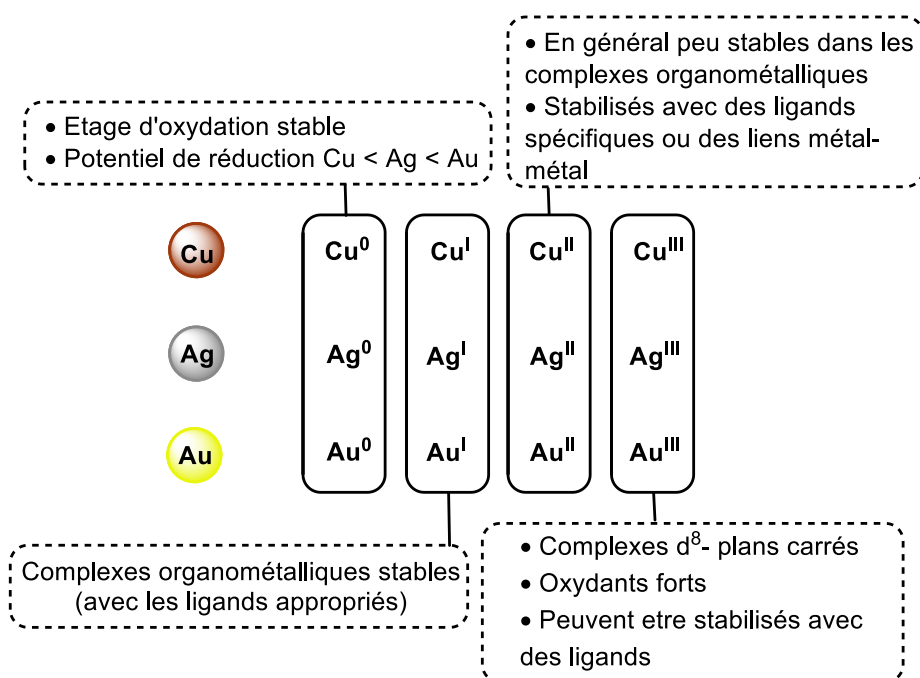 • En général peu stables dans les
complexes organométalliques
• Stabilisés avec des ligands
spécifiques ou des liens métal-
métal
• Etage d'oxydation stable
• Potentiel de réduction Cu < Ag < Au
Cu Cu⁰ Cuᴵ Cuᴵᴵ Cuᴵᴵᴵ
Ag Ag⁰ Agᴵ Agᴵᴵ Agᴵᴵᴵ
Au Au⁰ Auᴵ Auᴵᴵ Auᴵᴵᴵ
Complexes organométalliques stables
(avec les ligands appropriés)
• Complexes d⁸- plans carrés
• Oxydants forts
• Peuvent etre stabilisés avec
des ligands